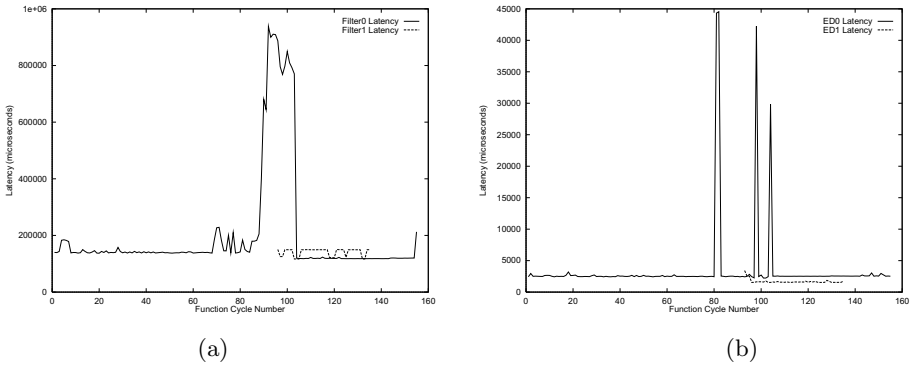 1e+06
800000
600000
400000
200000
0
Latency (microseconds)
Filter0 Latency
Filter1 Latency
0 20 40 60 80 100 120 140 160
Function Cycle Number
(a)
45000
40000
35000
30000
25000
20000
15000
10000
5000
0
Latency (microseconds)
ED0 Latency
ED1 Latency
0 20 40 60 80 100 120 140 160
Function Cycle Number
(b)